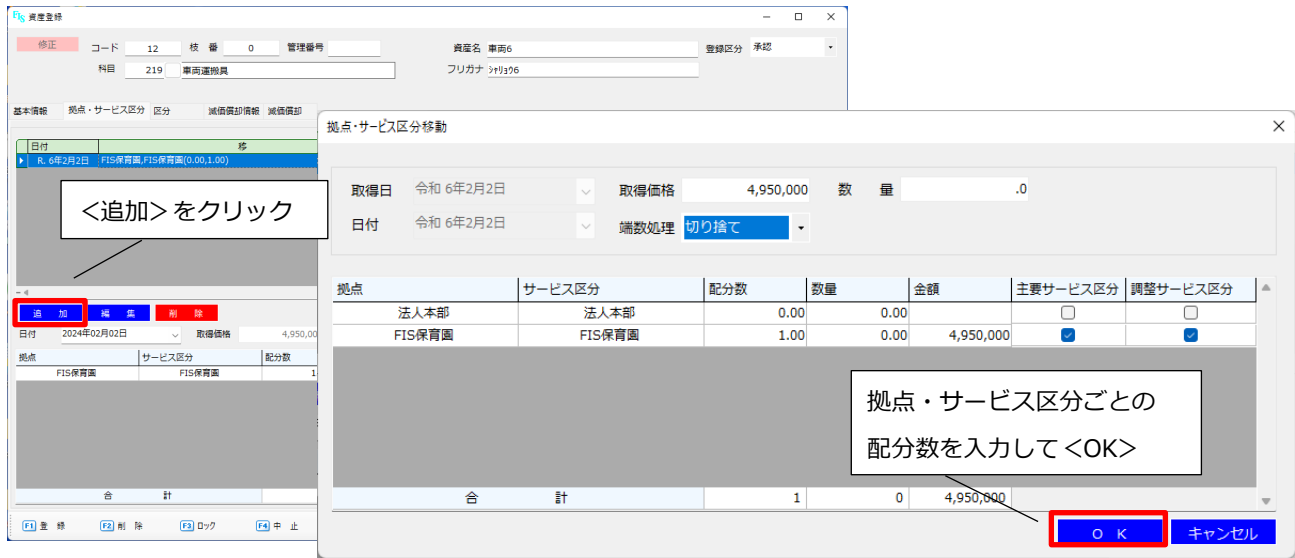 FIS 資産登録
修正 コード 12 枝 番 0 管理番号 資産名 車両6 登録区分 承認
科目 219 車両運搬具 フリガナ ｼｬﾘｮｳ6
基本情報 拠点・サービス区分 区分 減価償却情報 減価償却
日付 移
R. 6年2月2日 FIS保育園,FIS保育園(0.00,1.00)
<追加>をクリック
追 加 編 集 削 除
日付 2024年02月02日 取得価格 4,950,00
拠点 サービス区分 配分数
FIS保育園 FIS保育園 1
合 計
F1 登 録 F2 削 除 F3 ロック F4 中 止
拠点・サービス区分移動
取得日 令和 6年2月2日 取得価格 4,950,000 数 量 .0
日付 令和 6年2月2日 端数処理 切り捨て
拠点 サービス区分 配分数 数量 金額 主要サービス区分 調整サービス区分
法人本部 法人本部 0.00 0.00
FIS保育園 FIS保育園 1.00 0.00 4,950,000
拠点・サービス区分ごとの
配分数を入力して<OK>
合 計 1 0 4,950,000
O K キャンセル